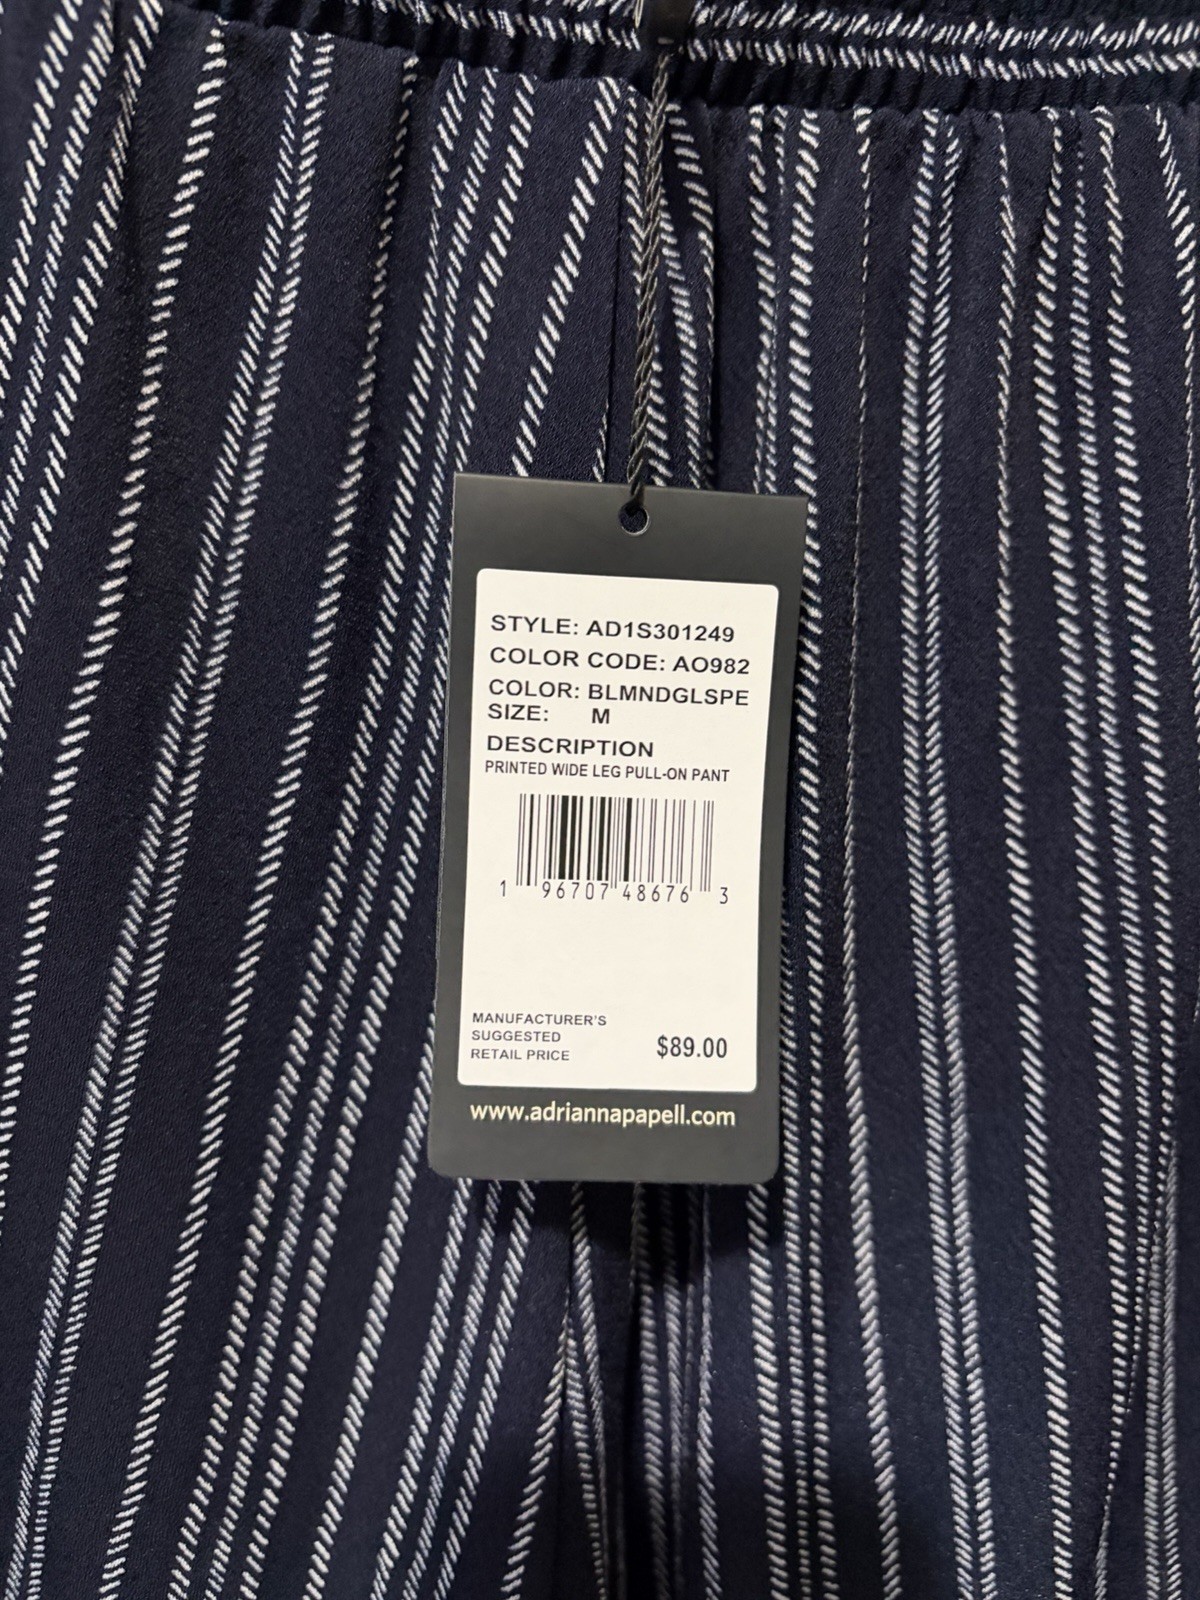 STYLE: AD1S301249
COLOR CODE: AO982
COLOR: BLMNDGLSPE
SIZE: M
DESCRIPTION
PRINTED WIDE LEG PULL-ON PANT
1 96707 48676 3
MANUFACTURER'S
SUGGESTED
RETAIL PRICE $89.00
www.adriannapapell.com